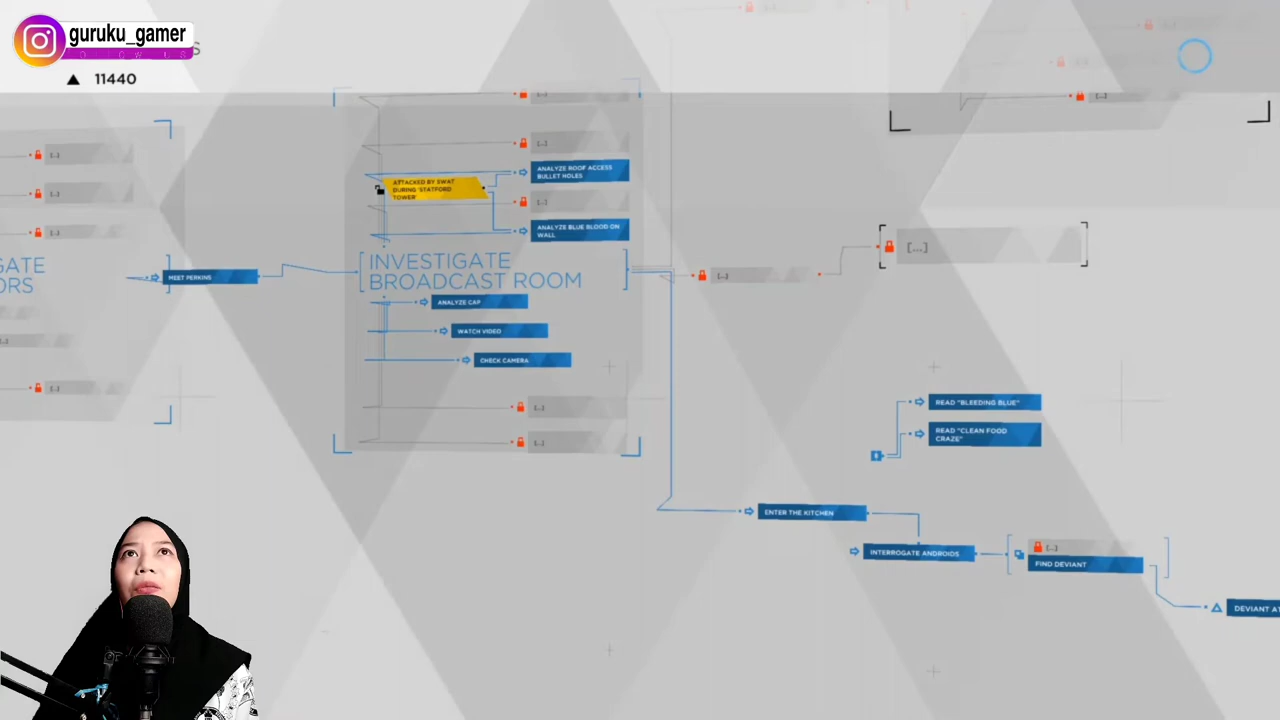 guruku_gamer
S
11440
[...]
[...]
[...]
ANALYZE ROOF ACCESS
BULLET HOLES
ATTACKED BY SWAT
DURING 'STATFORD
TOWER'
[...]
[...]
[...]
ANALYZE BLUE BLOOD ON
WALL
[...]
[...]
GATE
ORS
MEET PERKINS
INVESTIGATE
BROADCAST ROOM
[...]
ANALYZE CAP
WATCH VIDEO
CHECK CAMERA
[...]
[...]
[...]
[...]
READ "BLEEDING BLUE"
READ "CLEAN FOOD
CRAZE"
ENTER THE KITCHEN
INTERROGATE ANDROIDS
[...]
FIND DEVIANT
DEVIANT AT